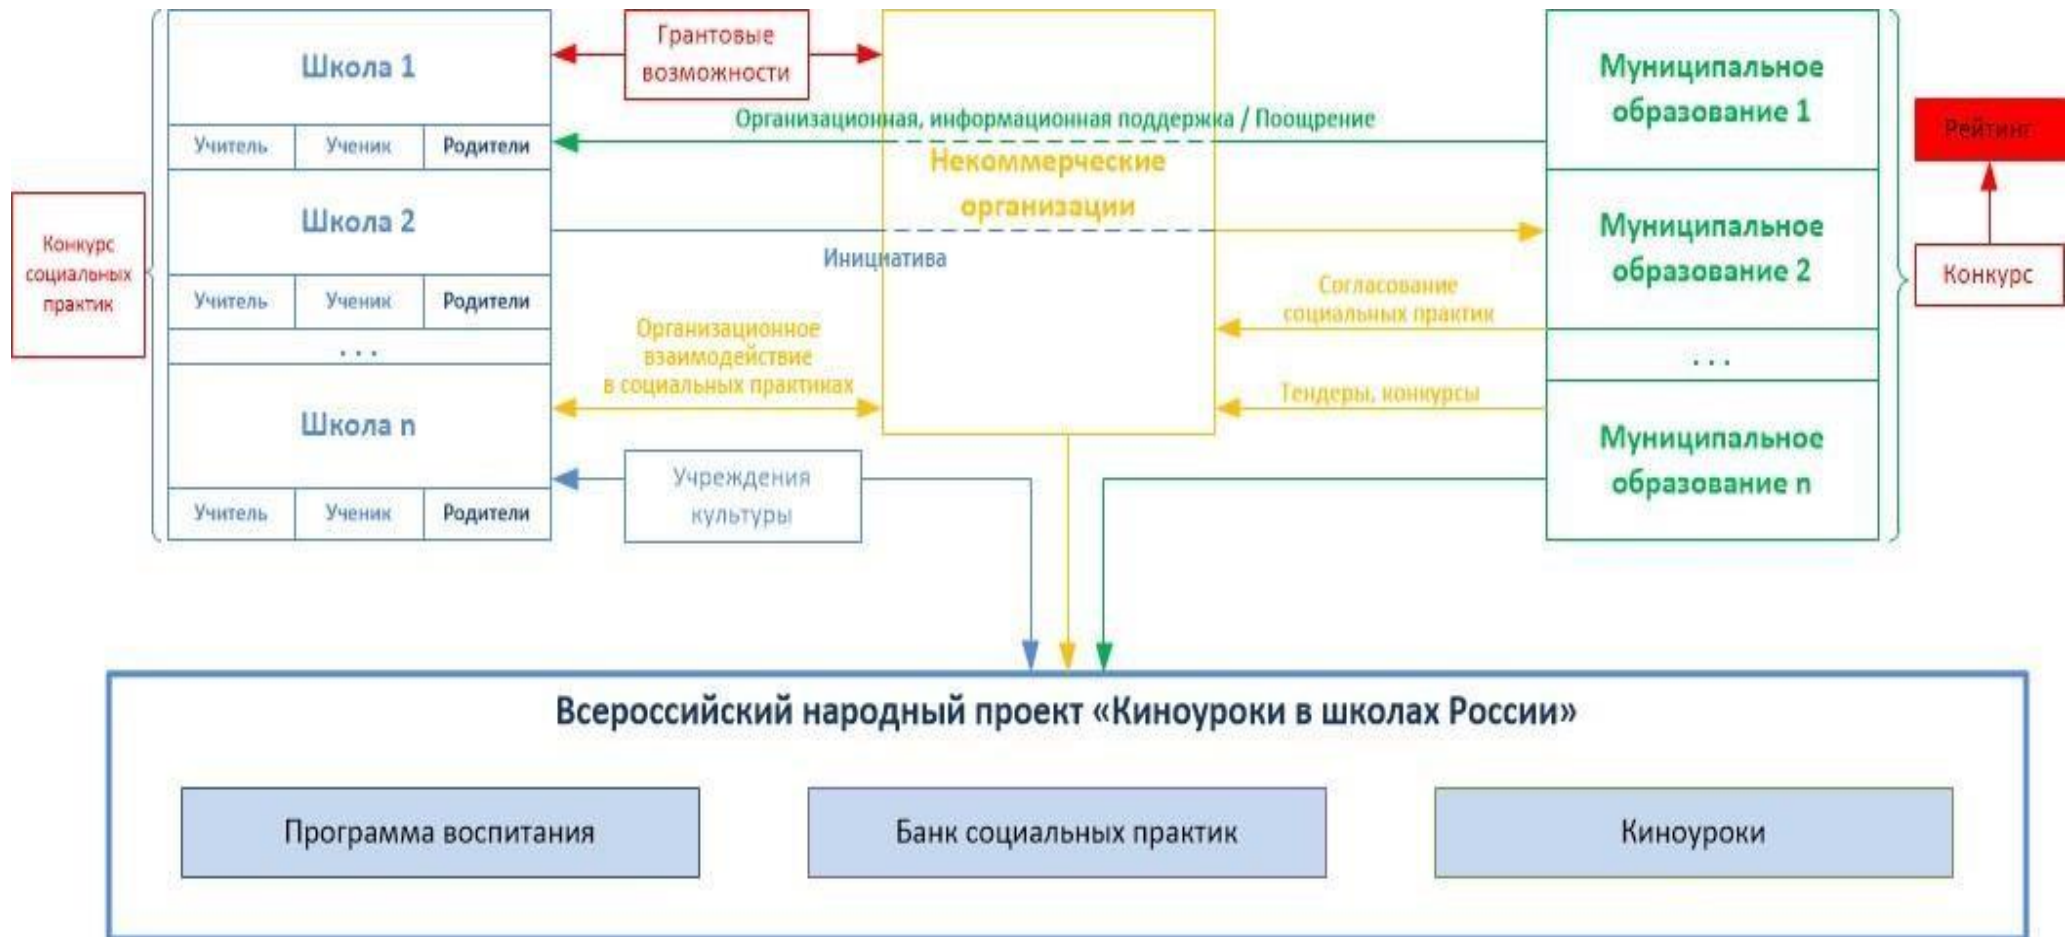 Школа 1
Учитель
Ученик
Родители
Школа 2
Учитель
Ученик
Родители
. . .
Школа n
Учитель
Ученик
Родители
Конкурс
социальных
практик
Грантовые
возможности
Организационная, информационная поддержка / Поощрение
Некоммерческие
организации
Инициатива
Организационное
взаимодействие
в социальных практиках
Учреждения
культуры
Согласование
социальных практик
Тендеры, конкурсы
Муниципальное
образование 1
Муниципальное
образование 2
. . .
Муниципальное
образование n
Рейтинг
Конкурс
Всероссийский народный проект «Киноуроки в школах России»
Программа воспитания
Банк социальных практик
Киноуроки